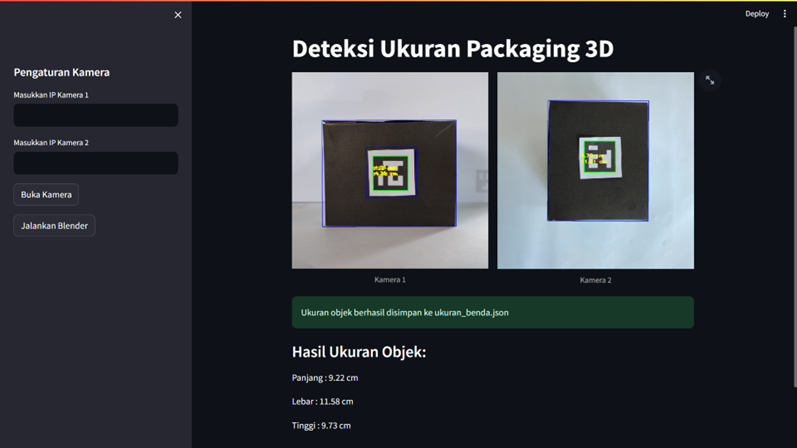 Deploy
Pengaturan Kamera
Masukkan IP Kamera 1
Masukkan IP Kamera 2
Buka Kamera
Jalankan Blender
Deteksi Ukuran Packaging 3D
Kamera 1
Kamera 2
Ukuran objek berhasil disimpan ke ukuran_benda.json
Hasil Ukuran Objek:
Panjang : 9.22 cm
Lebar : 11.58 cm
Tinggi : 9.73 cm